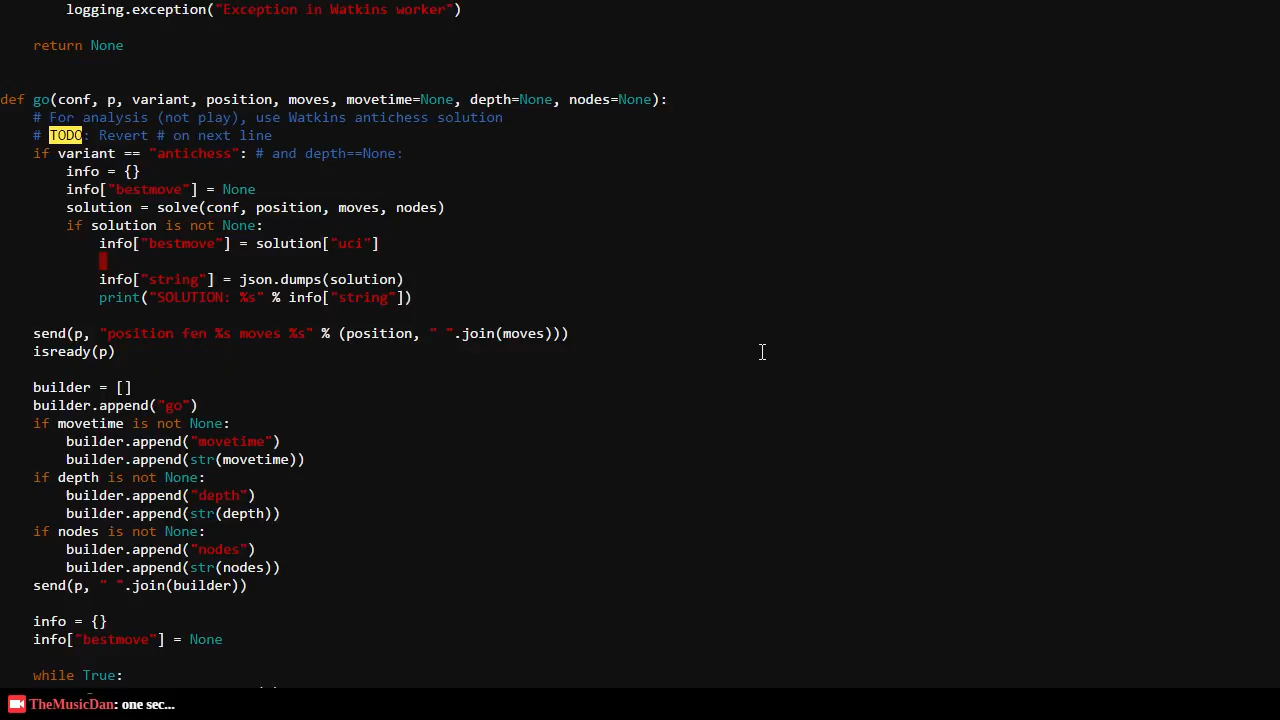 logging.exception("Exception in Watkins worker")
    return None
def go(conf, p, variant, position, moves, movetime=None, depth=None, nodes=None):
    # For analysis (not play), use Watkins antichess solution
    # TODO: Revert # on next line
    if variant == "antichess": # and depth==None:
        info = {}
        info["bestmove"] = None
        solution = solve(conf, position, moves, nodes)
        if solution is not None:
            info["bestmove"] = solution["uci"]
            info["string"] = json.dumps(solution)
            print("SOLUTION: %s" % info["string"])
    send(p, "position fen %s moves %s" % (position, " ".join(moves)))
    isready(p)
    builder = []
    builder.append("go")
    if movetime is not None:
        builder.append("movetime")
        builder.append(str(movetime))
    if depth is not None:
        builder.append("depth")
        builder.append(str(depth))
    if nodes is not None:
        builder.append("nodes")
        builder.append(str(nodes))
    send(p, " ".join(builder))
    info = {}
    info["bestmove"] = None
    while True:
TheMusicDan: one sec...